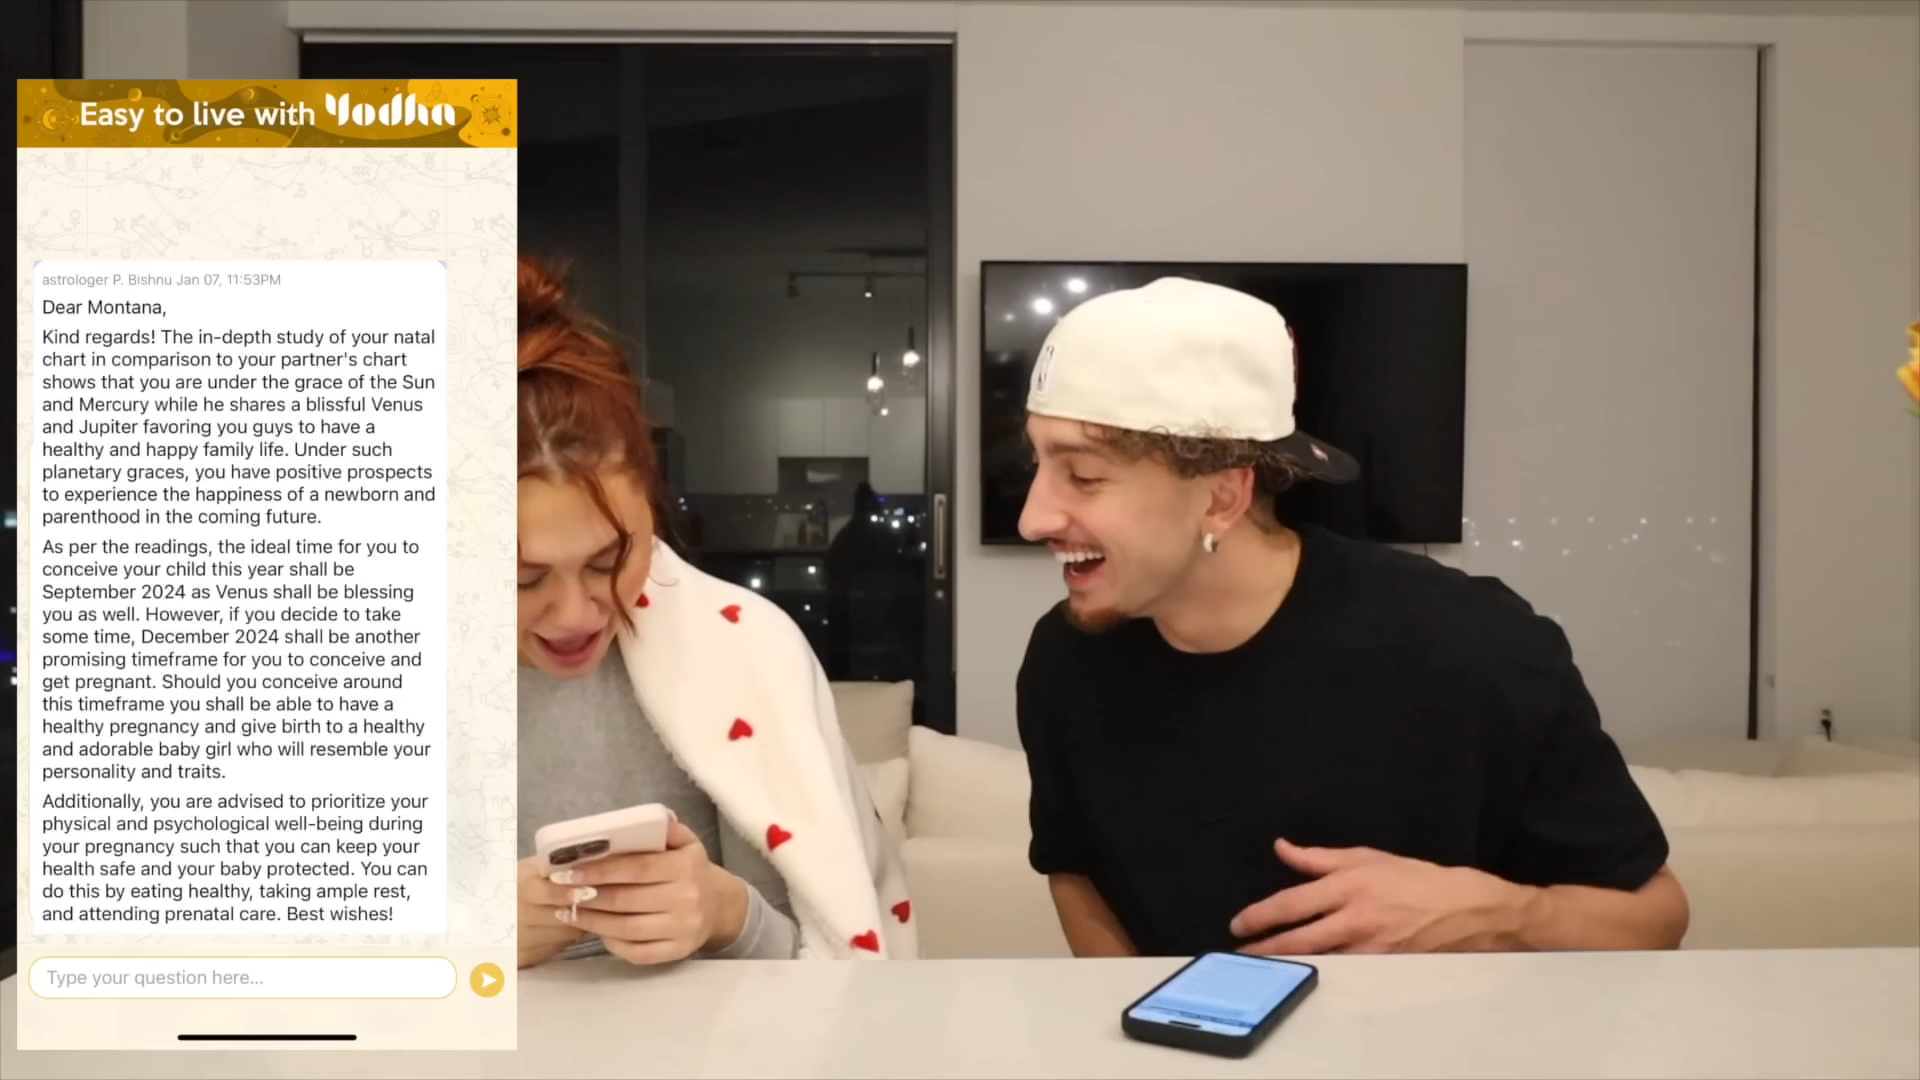 Easy to live with Yodha
astrologer P. Bishnu Jan 07, 11:53PM
Dear Montana,
Kind regards! The in-depth study of your natal
chart in comparison to your partner's chart
shows that you are under the grace of the Sun
and Mercury while he shares a blissful Venus
and Jupiter favoring you guys to have a
healthy and happy family life. Under such
planetary graces, you have positive prospects
to experience the happiness of a newborn and
parenthood in the coming future.
As per the readings, the ideal time for you to
conceive your child this year shall be
September 2024 as Venus shall be blessing
you as well. However, if you decide to take
some time, December 2024 shall be another
promising timeframe for you to conceive and
get pregnant. Should you conceive around
this timeframe you shall be able to have a
healthy pregnancy and give birth to a healthy
and adorable baby girl who will resemble your
personality and traits.
Additionally, you are advised to prioritize your
physical and psychological well-being during
your pregnancy such that you can keep your
health safe and your baby protected. You can
do this by eating healthy, taking ample rest,
and attending prenatal care. Best wishes!
Type your question here...